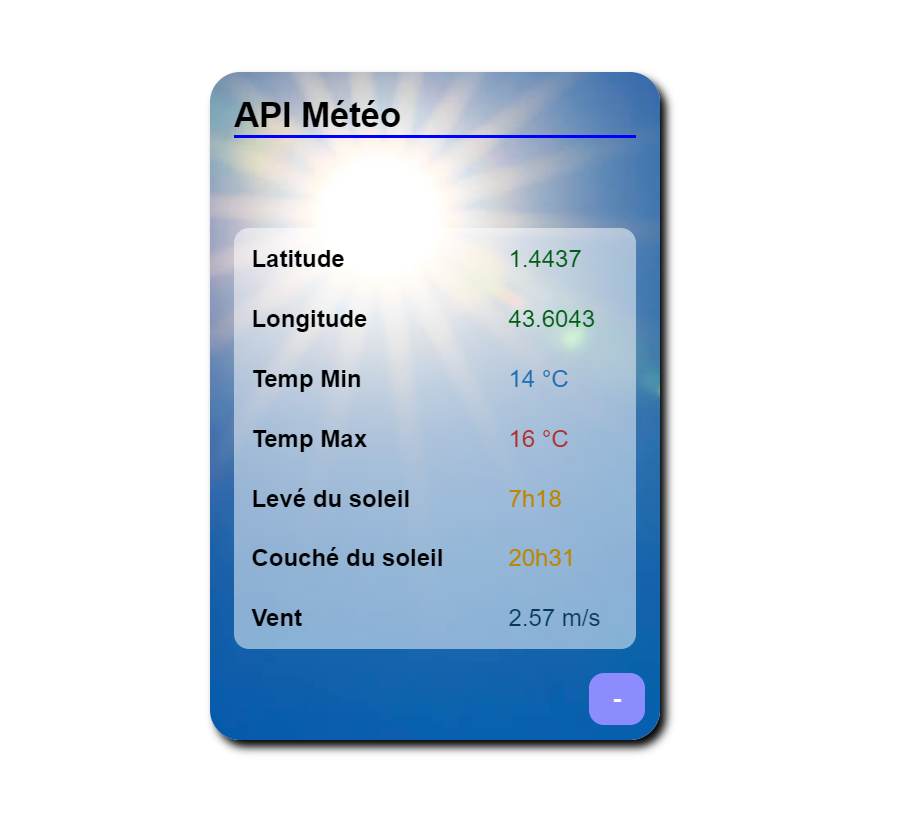 API Météo
Latitude 1.4437
Longitude 43.6043
Temp Min 14 °C
Temp Max 16 °C
Levé du soleil 7h18
Couché du soleil 20h31
Vent 2.57 m/s
-